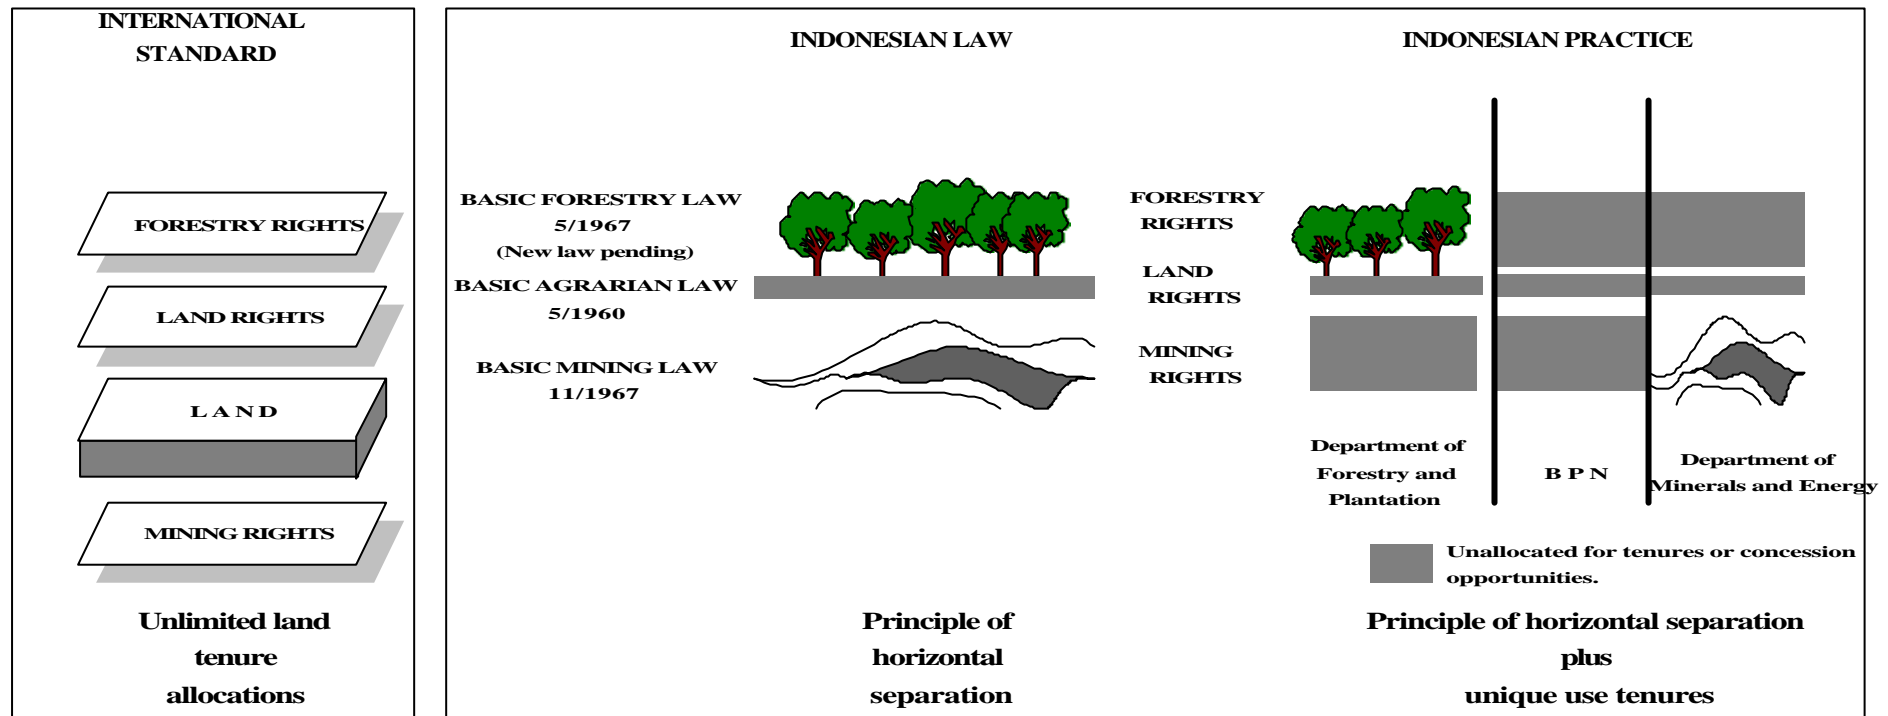 INTERNATIONAL
STANDARD
FORESTRY RIGHTS
LAND RIGHTS
L A N D
MINING RIGHTS
Unlimited land
tenure
allocations
INDONESIAN LAW
BASIC FORESTRY LAW
5/1967
(New law pending)
BASIC AGRARIAN LAW
5/1960
BASIC MINING LAW
11/1967
Principle of
horizontal
separation
INDONESIAN PRACTICE
FORESTRY
RIGHTS
LAND
RIGHTS
MINING
RIGHTS
Department of
Forestry and
Plantation
B P N
Department of
Minerals and Energy
Unallocated for tenures or concession
opportunities.
Principle of horizontal separation
plus
unique use tenures